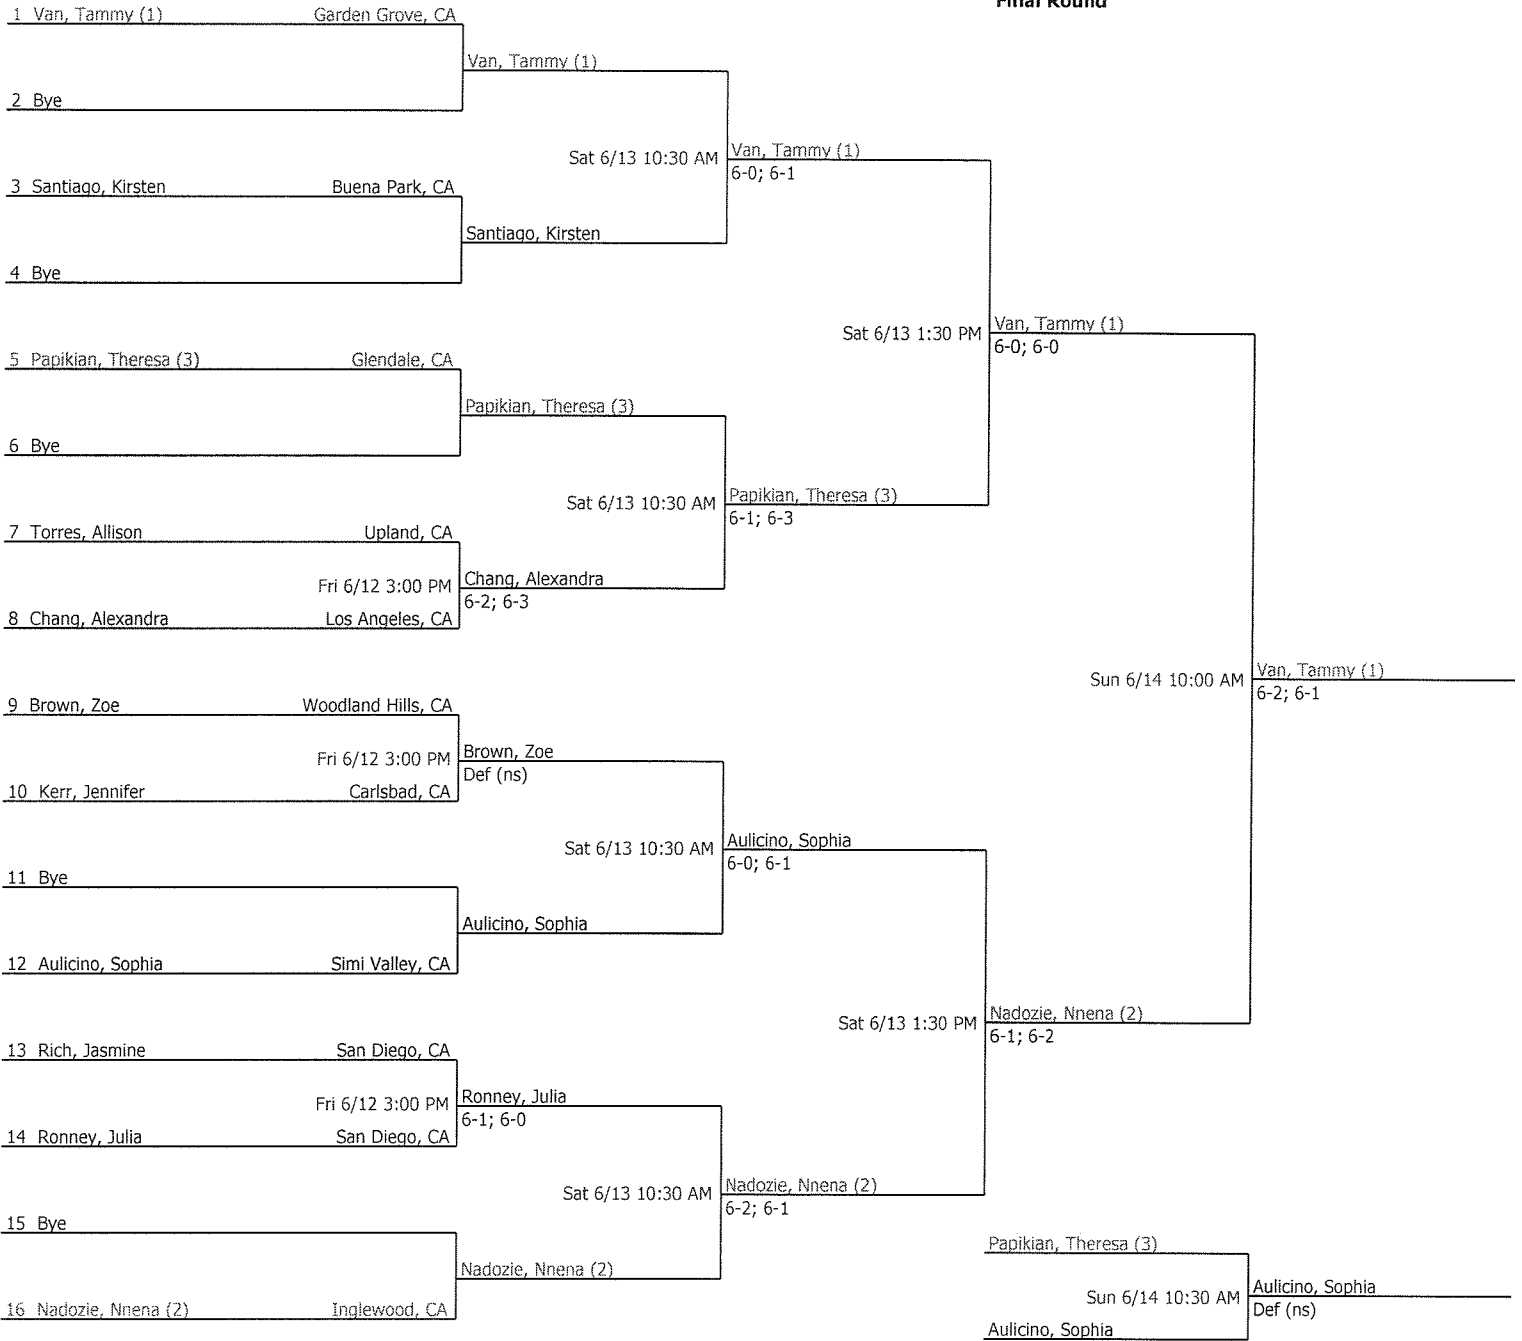 Final Round
1 Van, Tammy (1) Garden Grove, CA
Van, Tammy (1)
2 Bye
Sat 6/13 10:30 AM
Van, Tammy (1)
6-0; 6-1
3 Santiago, Kirsten Buena Park, CA
Santiago, Kirsten
4 Bye
Sat 6/13 1:30 PM
Van, Tammy (1)
6-0; 6-0
5 Papikian, Theresa (3) Glendale, CA
Papikian, Theresa (3)
6 Bye
Sat 6/13 10:30 AM
Papikian, Theresa (3)
6-1; 6-3
7 Torres, Allison Upland, CA
Fri 6/12 3:00 PM
Chang, Alexandra
6-2; 6-3
8 Chang, Alexandra Los Angeles, CA
Sun 6/14 10:00 AM
Van, Tammy (1)
6-2; 6-1
9 Brown, Zoe Woodland Hills, CA
Fri 6/12 3:00 PM
Brown, Zoe
Def (ns)
10 Kerr, Jennifer Carlsbad, CA
Sat 6/13 10:30 AM
Aulicino, Sophia
6-0; 6-1
11 Bye
Aulicino, Sophia
12 Aulicino, Sophia Simi Valley, CA
Sat 6/13 1:30 PM
Nadozie, Nnena (2)
6-1; 6-2
13 Rich, Jasmine San Diego, CA
Fri 6/12 3:00 PM
Ronney, Julia
6-1; 6-0
14 Ronney, Julia San Diego, CA
Sat 6/13 10:30 AM
Nadozie, Nnena (2)
6-2; 6-1
15 Bye
Nadozie, Nnena (2)
16 Nadozie, Nnena (2) Inglewood, CA
Papikian, Theresa (3)
Sun 6/14 10:30 AM
Aulicino, Sophia
Def (ns)
Aulicino, Sophia